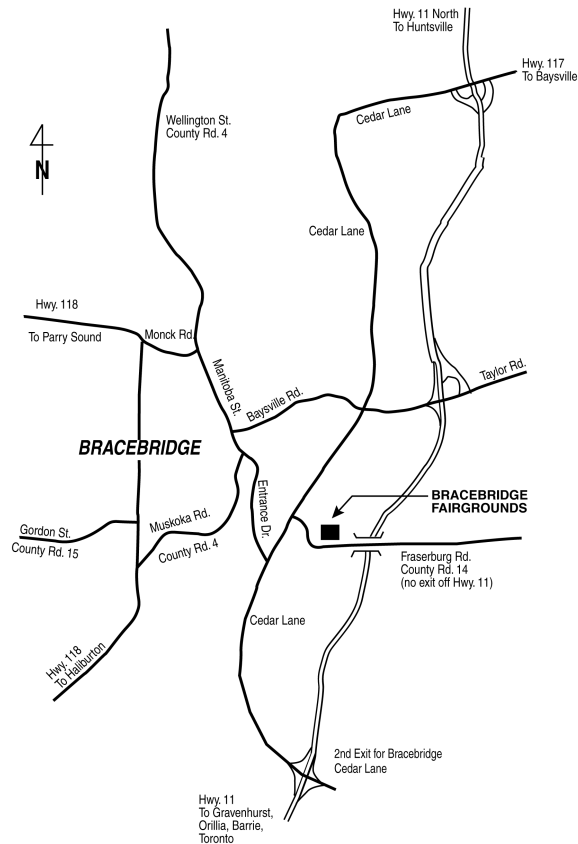 Hwy. 11 North
To Huntsville
Hwy. 117
To Baysville
Cedar Lane
Wellington St.
County Rd. 4
N
Cedar Lane
Hwy. 118
To Parry Sound
Monck Rd.
Manitoba St.
Baysville Rd.
Taylor Rd.
BRACEBRIDGE
BRACEBRIDGE
FAIRGROUNDS
Entrance Dr.
Muskoka Rd.
County Rd. 4
Gordon St.
County Rd. 15
Fraserburg Rd.
County Rd. 14
(no exit off Hwy. 11)
Cedar Lane
Hwy. 118
To Haliburton
2nd Exit for Bracebridge
Cedar Lane
Hwy. 11
To Gravenhurst,
Orillia, Barrie,
Toronto